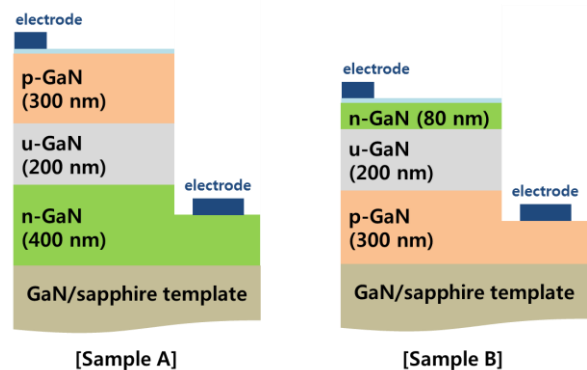 electrode
p-GaN
(300 nm)
u-GaN
(200 nm)
electrode
n-GaN
(400 nm)
GaN/sapphire template
[Sample A]
electrode
n-GaN (80 nm)
u-GaN
(200 nm)
electrode
p-GaN
(300 nm)
GaN/sapphire template
[Sample B]